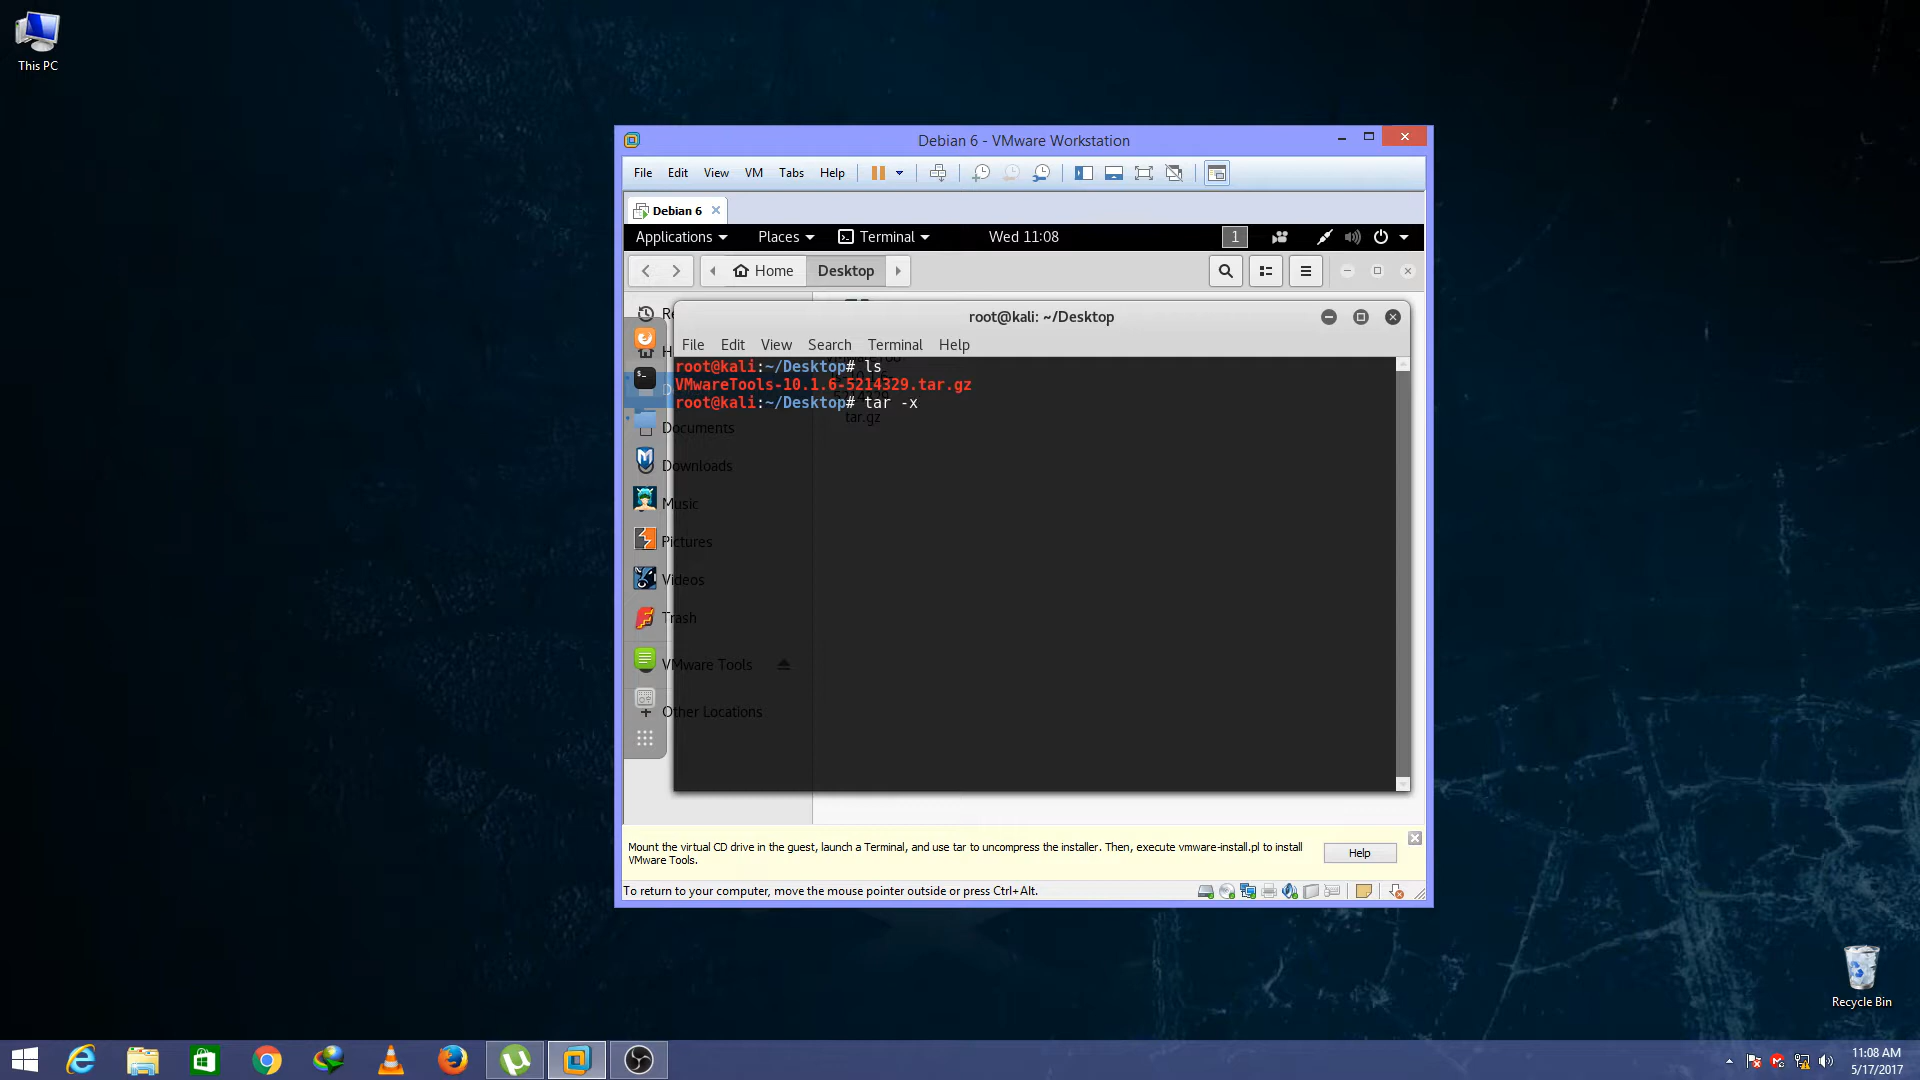 This PC
Debian 6 - VMware Workstation
File Edit View VM Tabs Help
Debian 6
Applications Places Terminal Wed 11:08 1
Home Desktop
root@kali: ~/Desktop
File Edit View Search Terminal Help
root@kali:~/Desktop# ls
VMwareTools-10.1.6-5214329.tar.gz
root@kali:~/Desktop# tar -x
tar.gz
Documents
Downloads
Music
Pictures
Videos
Trash
VMware Tools
Other Locations
Mount the virtual CD drive in the guest, launch a Terminal, and use tar to uncompress the installer. Then, execute vmware-install.pl to install
VMware Tools.
Help
To return to your computer, move the mouse pointer outside or press Ctrl+Alt.
Recycle Bin
11:08 AM
5/17/2017